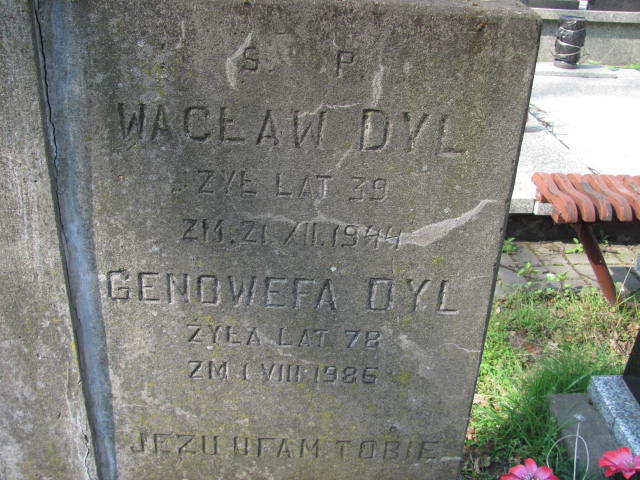 S. P.
WACŁAW DYL
ŻYŁ LAT 39
ZM. 21. XII. 1944
GENOWEFA DYL
ŻYŁA LAT 78
ZM 1 VIII 1986
JEZU UFAM TOBIE